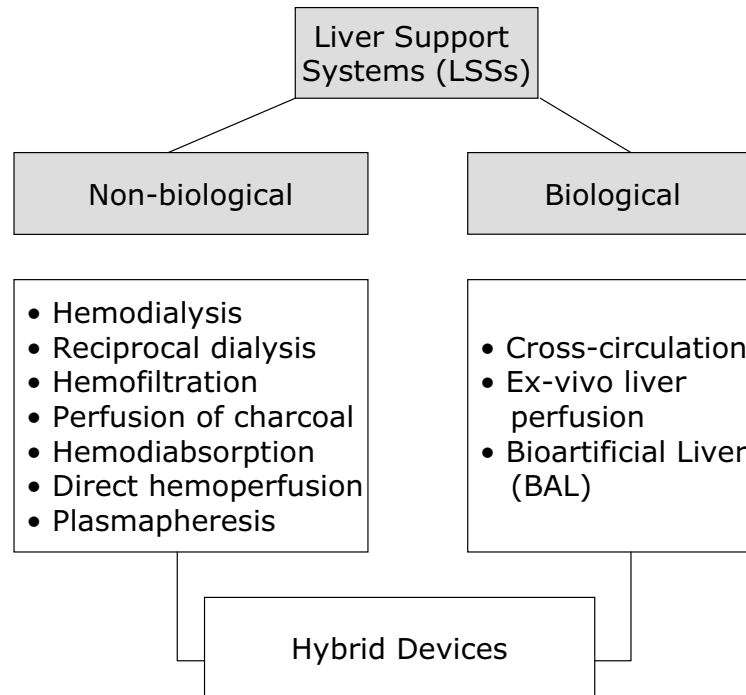 Liver Support
Systems (LSSs)
Non-biological
Biological
• Hemodialysis
• Reciprocal dialysis
• Hemofiltration
• Perfusion of charcoal
• Hemodiabsorption
• Direct hemoperfusion
• Plasmapheresis
• Cross-circulation
• Ex-vivo liver
perfusion
• Bioartificial Liver
(BAL)
Hybrid Devices